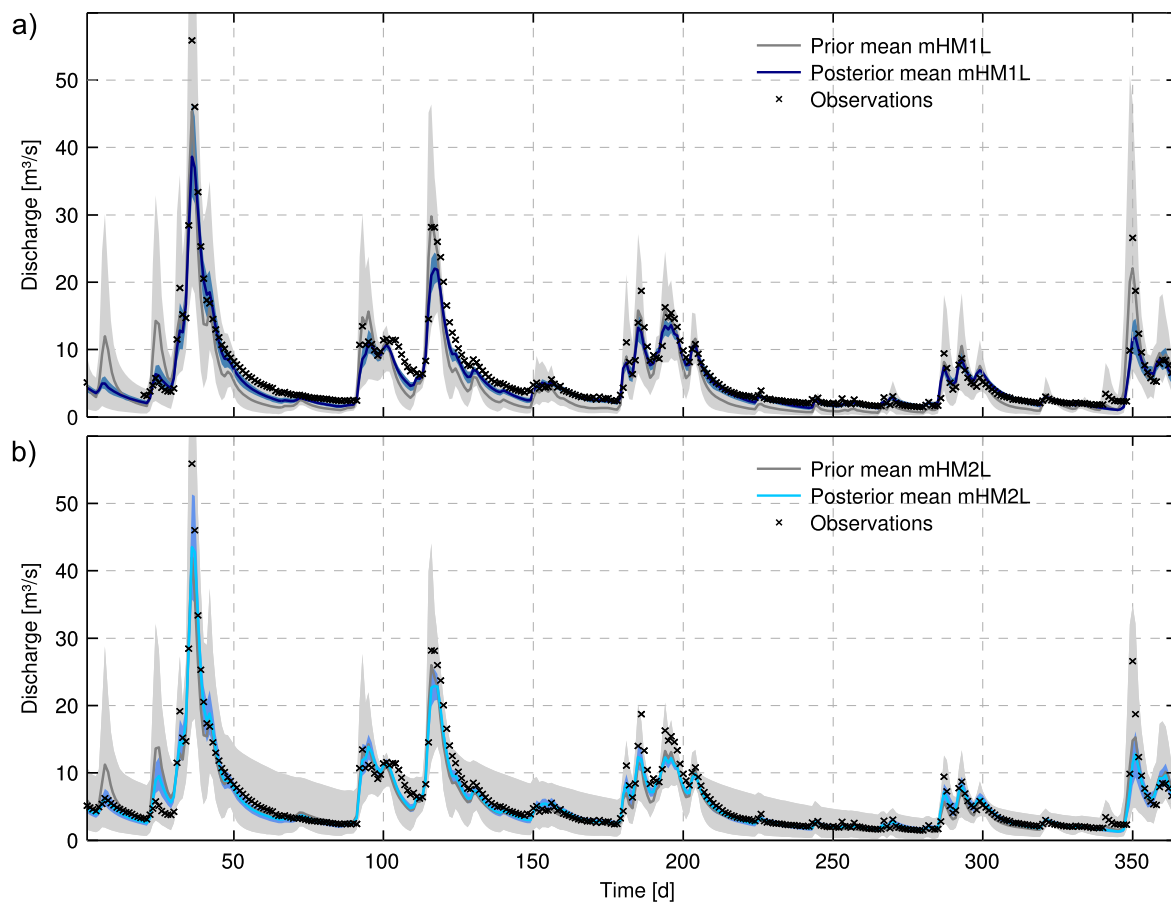 a)
Prior mean mHM1L
Posterior mean mHM1L
Observations
Discharge [m³/s]
50
40
30
20
10
0
b)
Prior mean mHM2L
Posterior mean mHM2L
Observations
Discharge [m³/s]
50
40
30
20
10
0
50 100 150 200 250 300 350
Time [d]